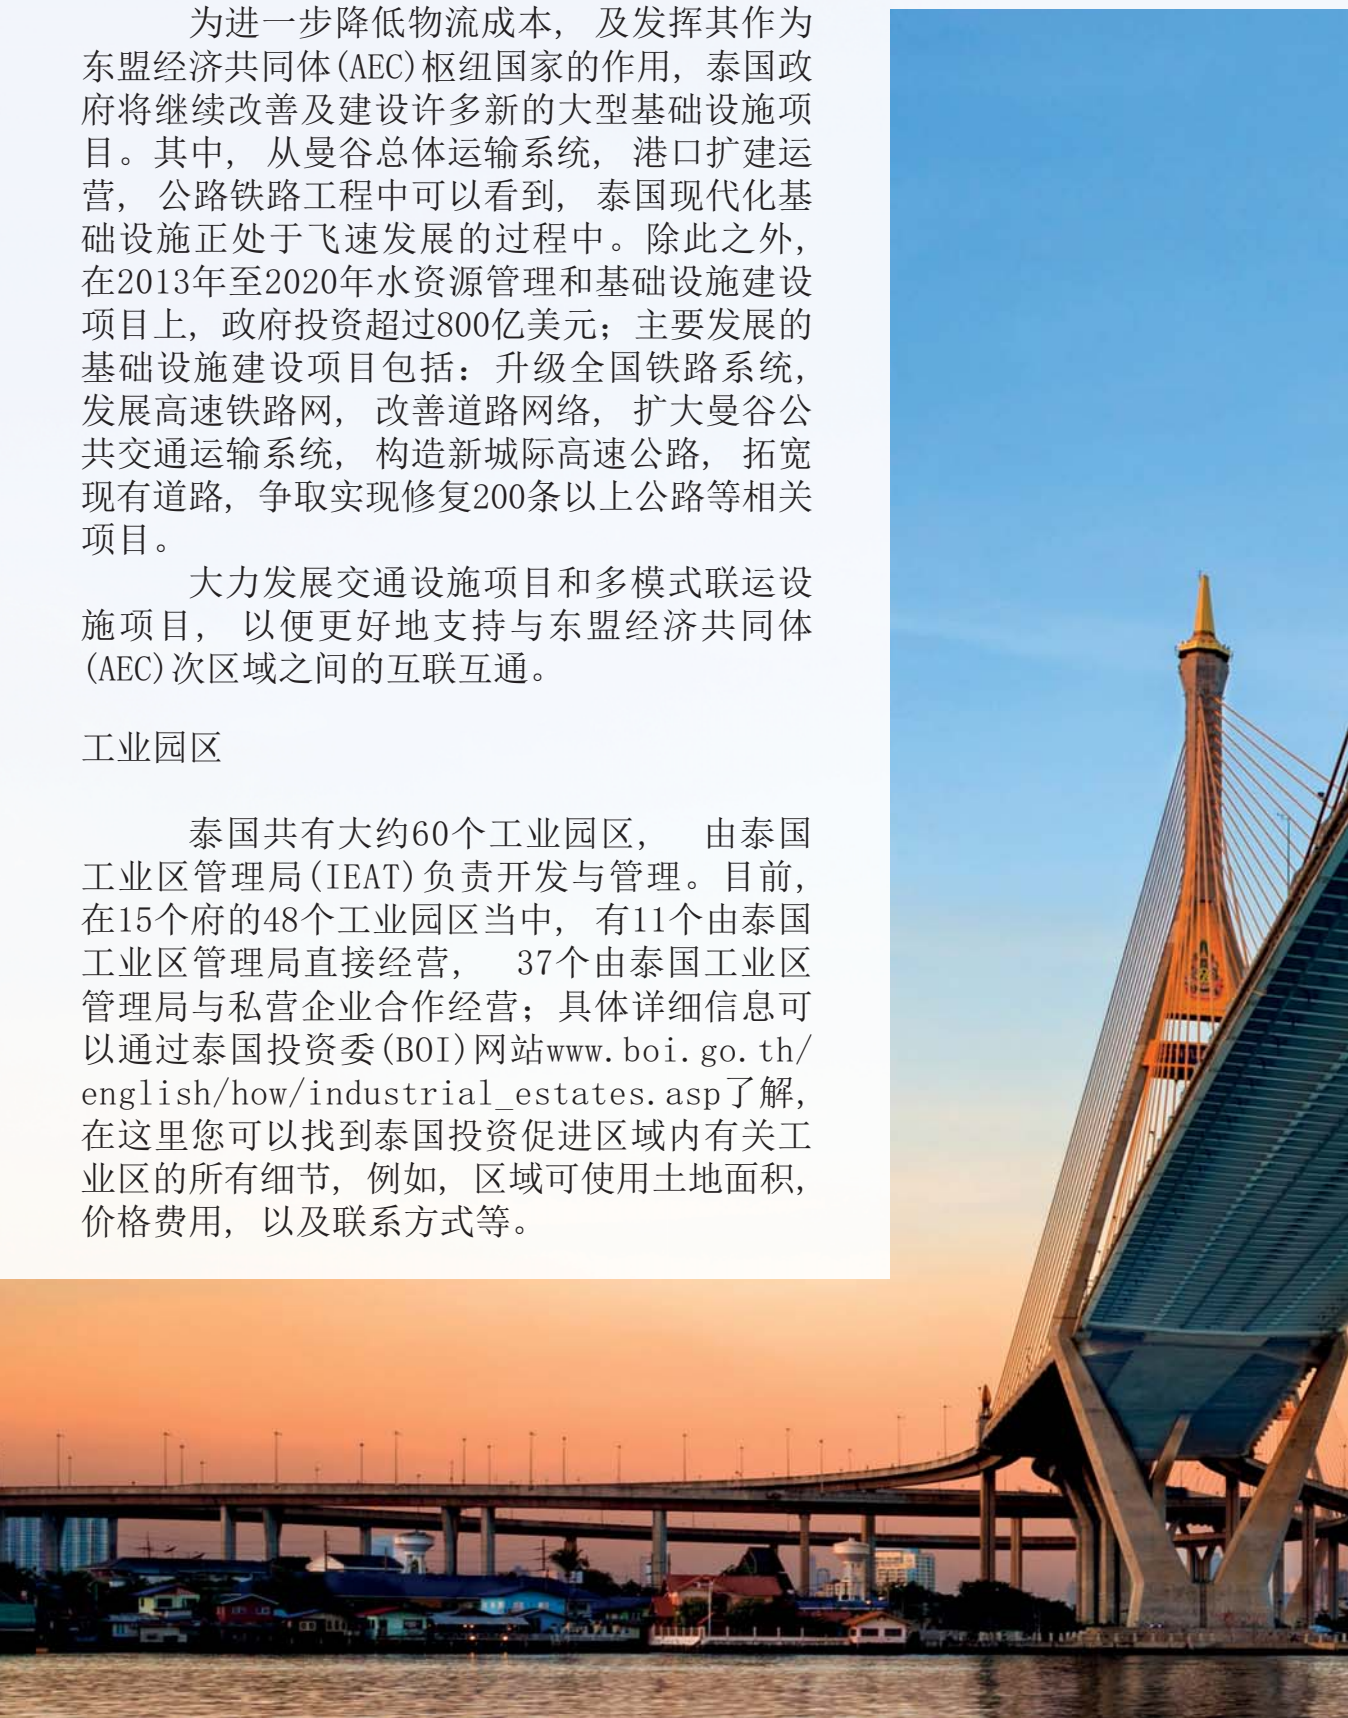 为进一步降低物流成本, 及发挥其作为
东盟经济共同体(AEC)枢纽国家的作用, 泰国政
府将继续改善及建设许多新的大型基础设施项
目。其中, 从曼谷总体运输系统, 港口扩建运
营, 公路铁路工程中可以看到, 泰国现代化基
础设施正处于飞速发展的过程中。除此之外,
在2013年至2020年水资源管理和基础设施建设
项目上, 政府投资超过800亿美元; 主要发展的
基础设施建设项目包括: 升级全国铁路系统,
发展高速铁路网, 改善道路网络, 扩大曼谷公
共交通运输系统, 构造新城际高速公路, 拓宽
现有道路, 争取实现修复200条以上公路等相关
项目。
大力发展交通设施项目和多模式联运设
施项目, 以便更好地支持与东盟经济共同体
(AEC)次区域之间的互联互通。
工业园区
泰国共有大约60个工业园区, 由泰国
工业区管理局(IEAT)负责开发与管理。目前,
在15个府的48个工业园区当中, 有11个由泰国
工业区管理局直接经营, 37个由泰国工业区
管理局与私营企业合作经营; 具体详细信息可
以通过泰国投资委(BOI)网站www.boi.go.th/
english/how/industrial_estates.asp了解,
在这里您可以找到泰国投资促进区域内有关工
业区的所有细节, 例如, 区域可使用土地面积,
价格费用, 以及联系方式等。